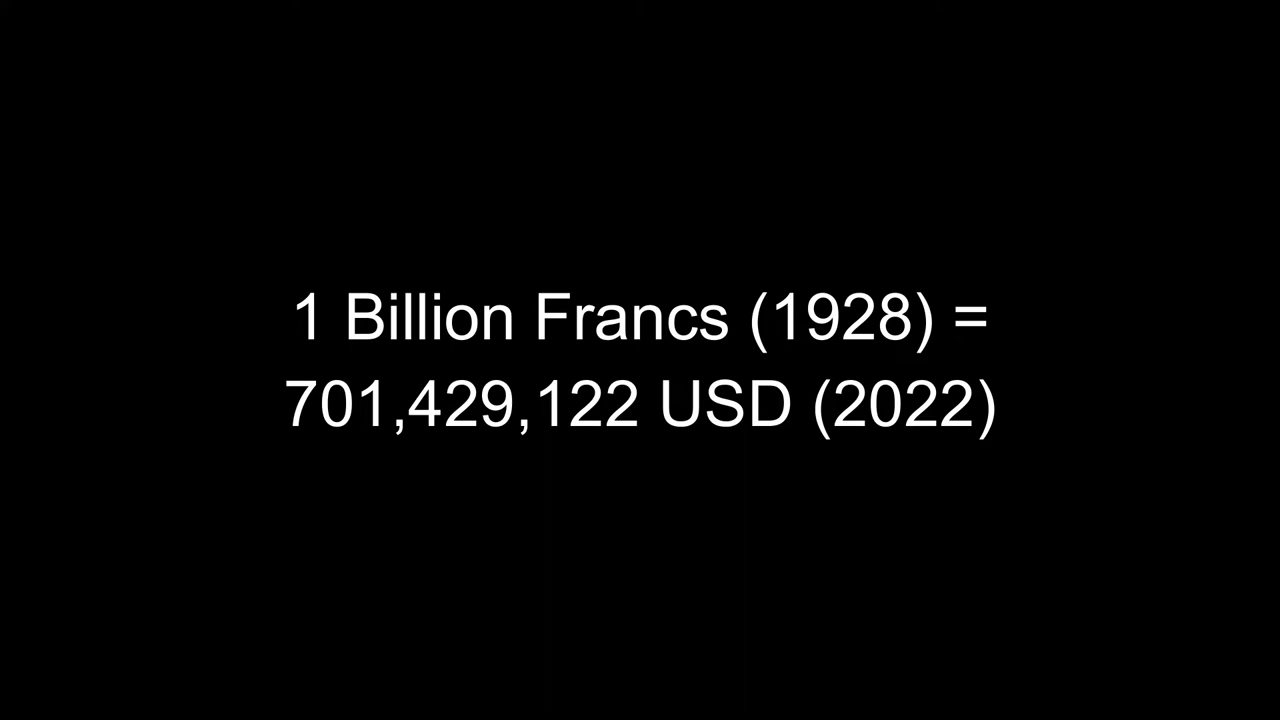 1 Billion Francs (1928) =
701,429,122 USD (2022)